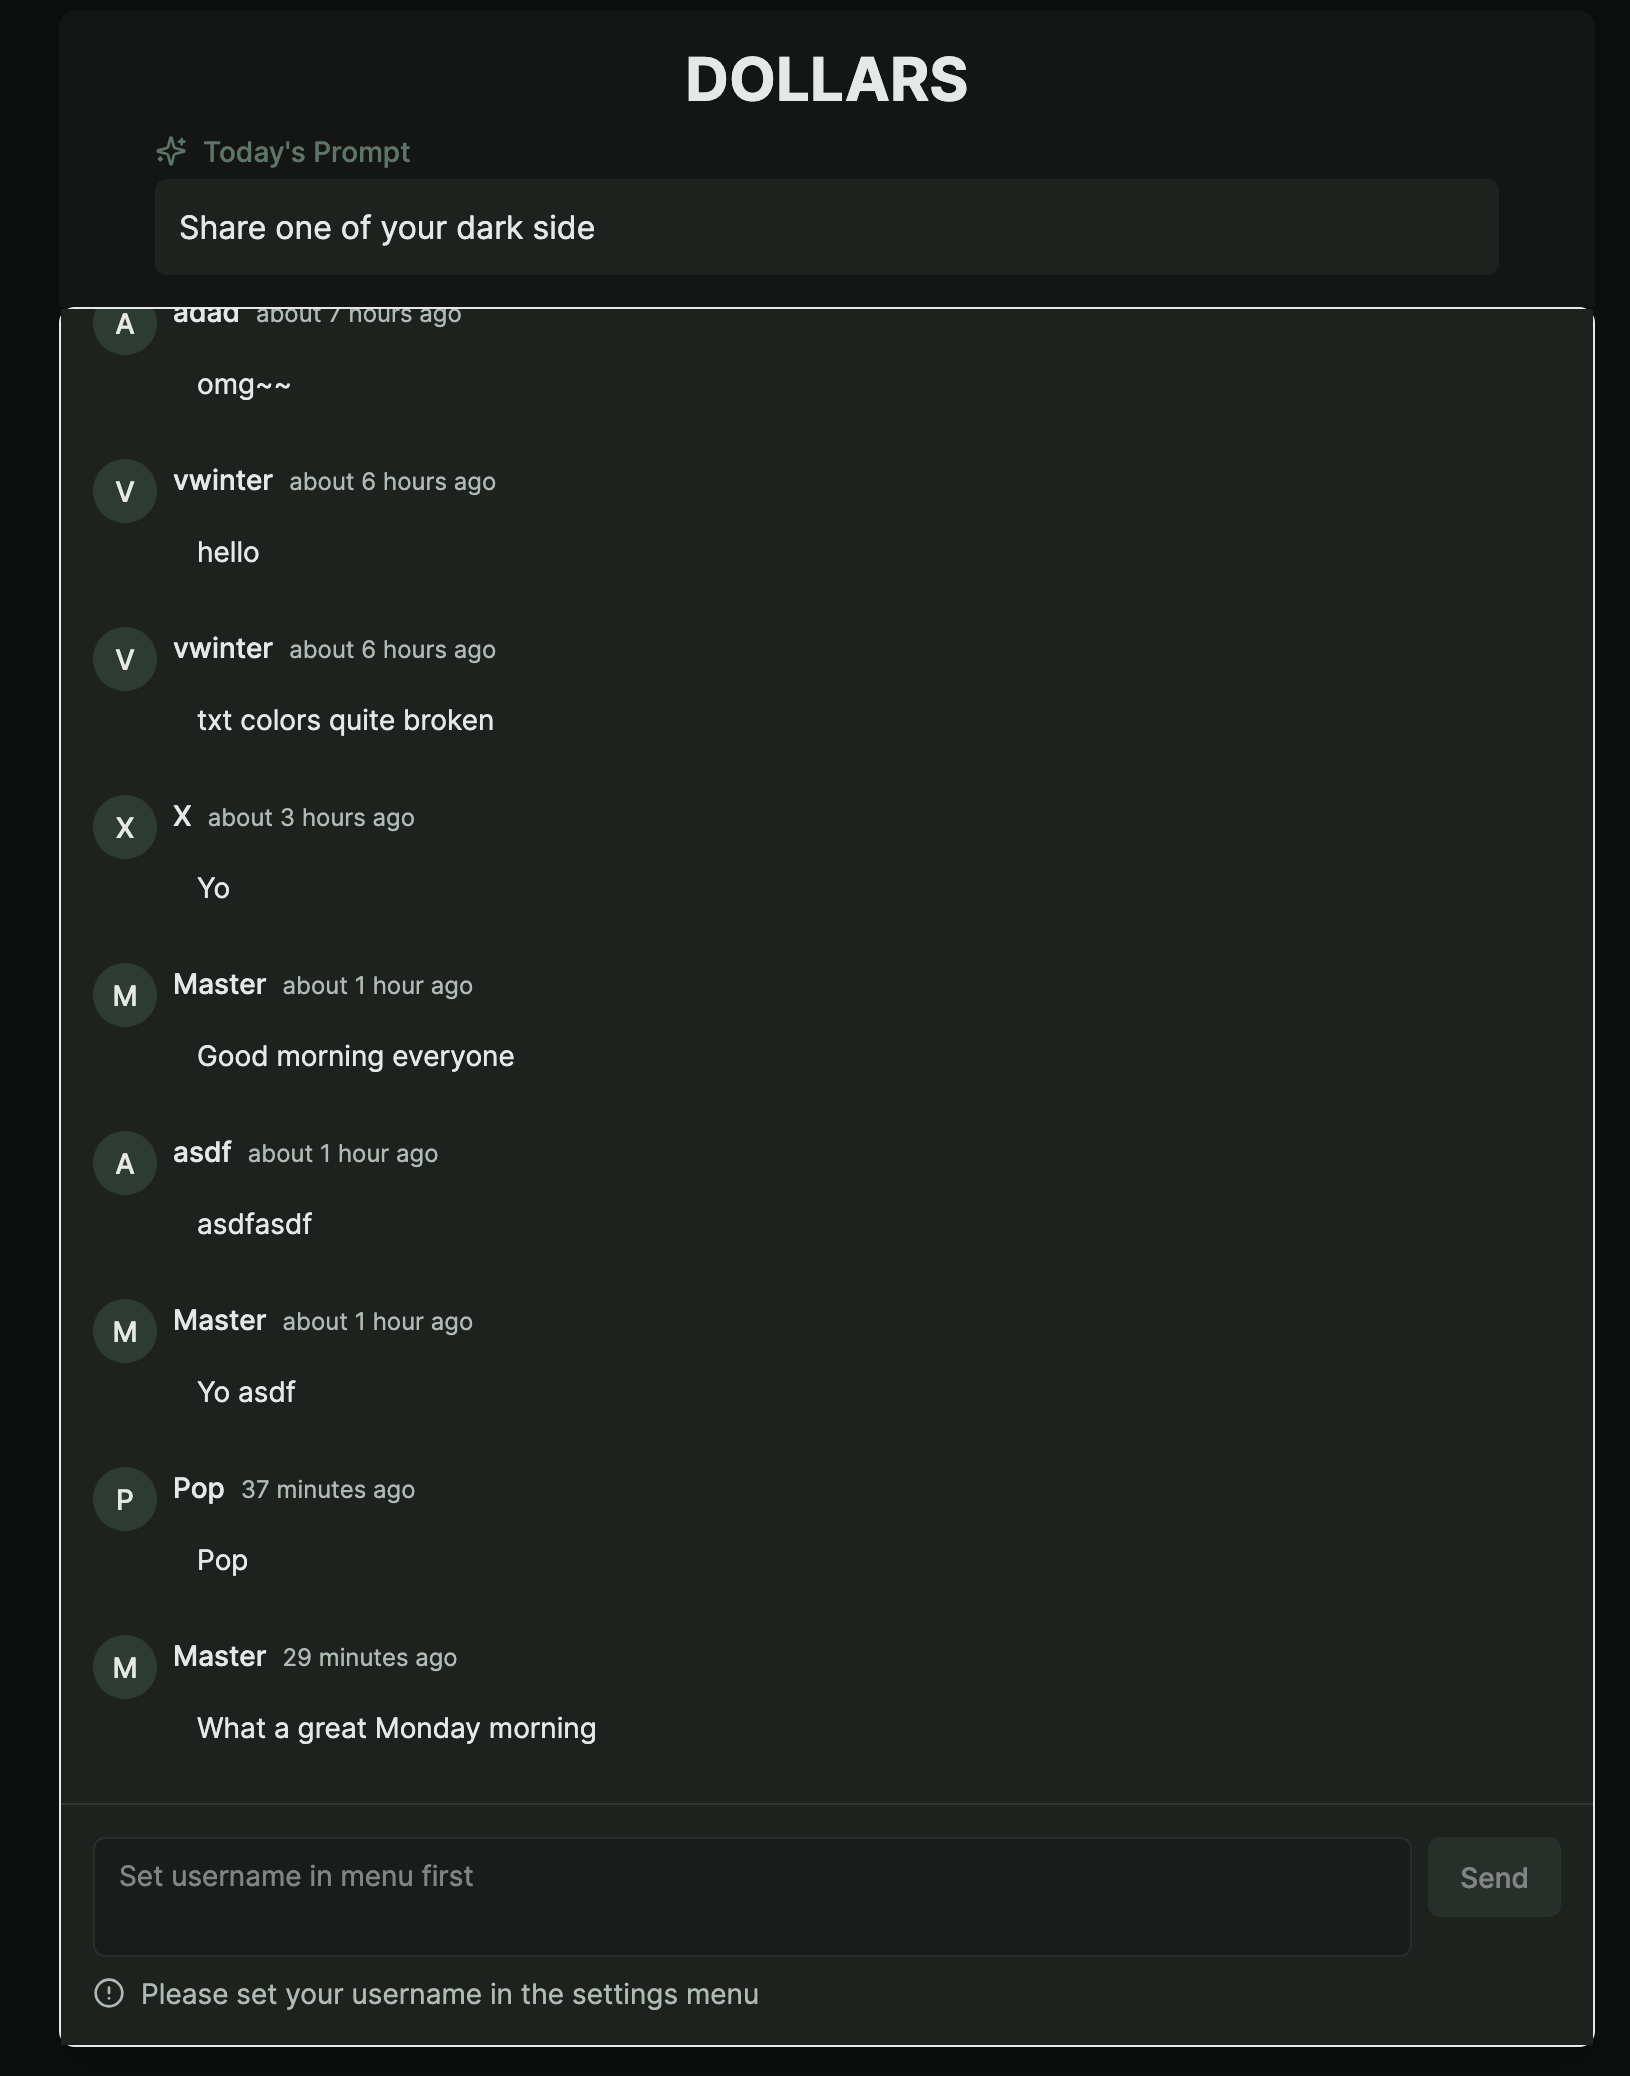 DOLLARS
Today's Prompt
Share one of your dark side
A adad about 7 hours ago
omg~~
V vwinter about 6 hours ago
hello
V vwinter about 6 hours ago
txt colors quite broken
X X about 3 hours ago
Yo
M Master about 1 hour ago
Good morning everyone
A asdf about 1 hour ago
asdfasdf
M Master about 1 hour ago
Yo asdf
P Pop 37 minutes ago
Pop
M Master 29 minutes ago
What a great Monday morning
Set username in menu first
Send
Please set your username in the settings menu